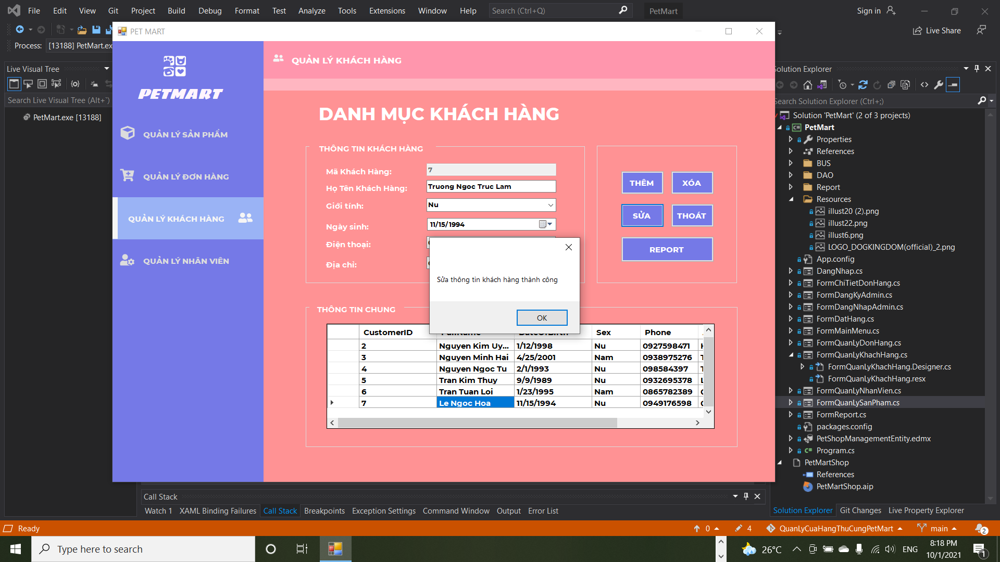 File Edit View Git Project Build Debug Format Test Analyze Tools Extensions Window Help Search (Ctrl+Q) PetMart Sign in
Live Share
Process: [13188] PetMart.ex
PET MART
Live Visual Tree
Search Live Visual Tree (Alt+`)
PetMart.exe [13188]
PETMART
QUẢN LÝ SẢN PHẨM
QUẢN LÝ ĐƠN HÀNG
QUẢN LÝ KHÁCH HÀNG
QUẢN LÝ NHÂN VIÊN
QUẢN LÝ KHÁCH HÀNG
DANH MỤC KHÁCH HÀNG
THÔNG TIN KHÁCH HÀNG
Mã Khách Hàng: 7
Họ Tên Khách Hàng: Truong Ngoc Truc Lam
Giới tính: Nu
Ngày sinh: 11/15/1994
Điện thoại:
Địa chỉ:
THÊM XÓA
SỬA THOÁT
REPORT
Sửa thông tin khách hàng thành công
OK
THÔNG TIN CHUNG
CustomerID FullName DateOfBirth Sex Phone
2 Nguyen Kim Uy... 1/12/1998 Nu 0927598471
3 Nguyen Minh Hai 4/25/2001 Nam 0938975276
4 Nguyen Ngoc Tu 2/1/1993 Nu 098584397
5 Tran Kim Thuy 9/9/1989 Nu 0932695378
6 Tran Tuan Loi 1/23/1995 Nam 0865782389
7 Le Ngoc Hoa 11/15/1994 Nu 0949176598
Solution Explorer
Search Solution Explorer (Ctrl+;)
Solution 'PetMart' (2 of 3 projects)
PetMart
Properties
References
BUS
DAO
Report
Resources
illust20 (2).png
illust22.png
illust6.png
LOGO_DOGKINGDOM(official)_2.png
App.config
DangNhap.cs
FormChiTietDonHang.cs
FormDangKyAdmin.cs
FormDangNhapAdmin.cs
FormDatHang.cs
FormMainMenu.cs
FormQuanLyDonHang.cs
FormQuanLyKhachHang.cs
FormQuanLyKhachHang.Designer.cs
FormQuanLyKhachHang.resx
FormQuanLyNhanVien.cs
FormQuanLySanPham.cs
FormReport.cs
packages.config
PetShopManagementEntity.edmx
Program.cs
PetMartShop
References
PetMartShop.aip
Call Stack
Watch 1 XAML Binding Failures Call Stack Breakpoints Exception Settings Command Window Output Error List
Solution Explorer Git Changes Live Property Explorer
Ready 0 4 QuanLyCuaHangThuCungPetMart main 2
Type here to search
26°C ENG
8:18 PM
10/1/2021
1